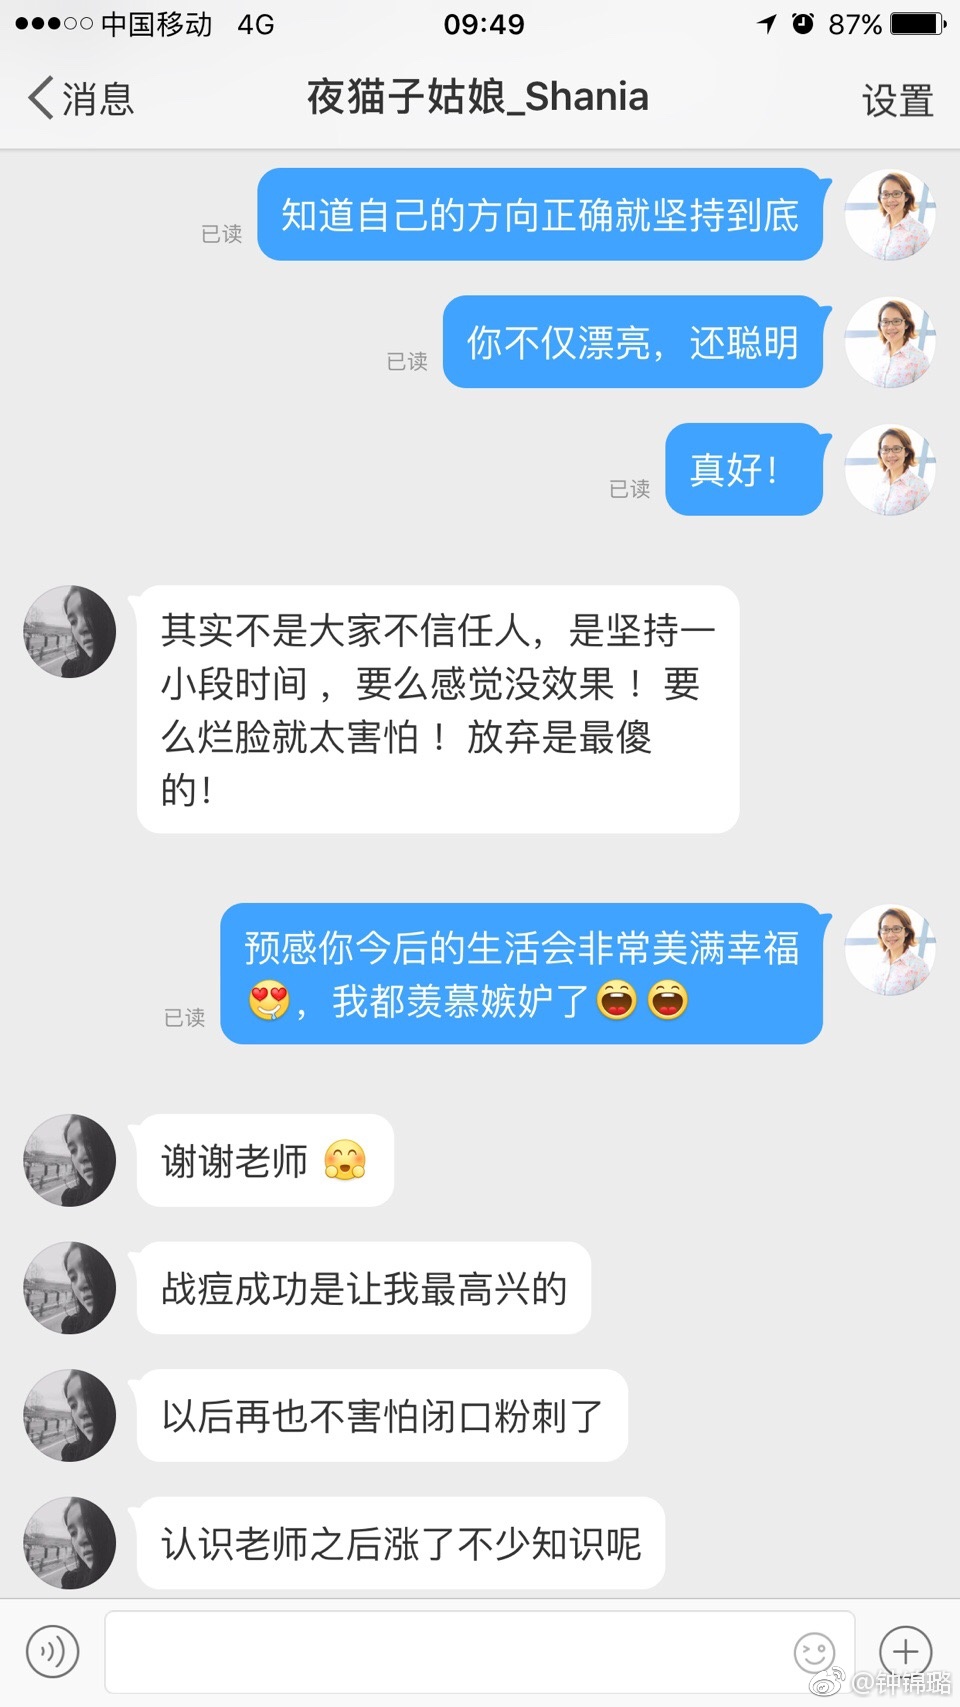 中国移动 4G 09:49 87%
消息 夜猫子姑娘_Shania 设置
知道自己的方向正确就坚持到底
已读
你不仅漂亮，还聪明
已读
真好！
已读
其实不是大家不信任人，是坚持一
小段时间，要么感觉没效果！要
么烂脸就太害怕！放弃是最傻
的！
预感你今后的生活会非常美满幸福
😍，我都羡慕嫉妒了😄😄
已读
谢谢老师 🤗
战痘成功是让我最高兴的
以后再也不害怕闭口粉刺了
认识老师之后涨了不少知识呢
@钟锦璐